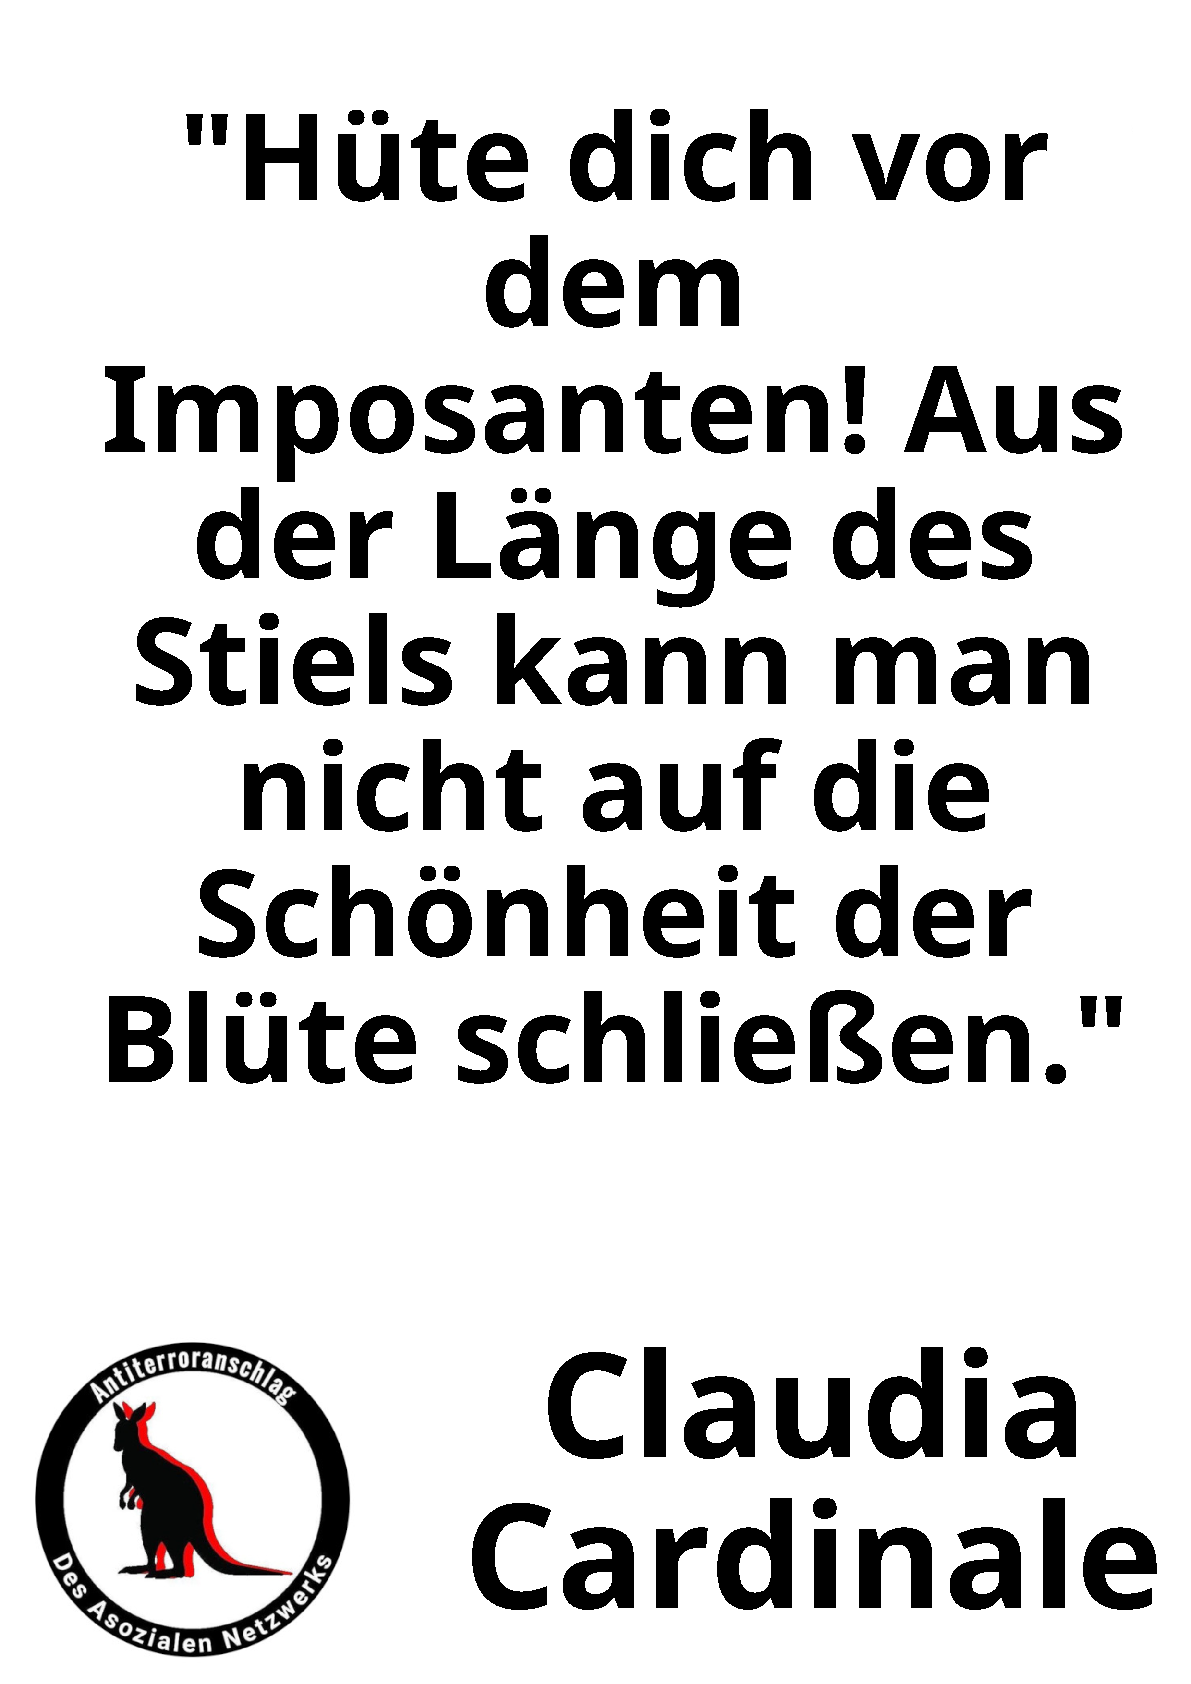 "Hüte dich vor
dem
Imposanten! Aus
der Länge des
Stiels kann man
nicht auf die
Schönheit der
Blüte schließen."
Antiterroranschlag
Des Asozialen Netzwerks
Claudia
Cardinale